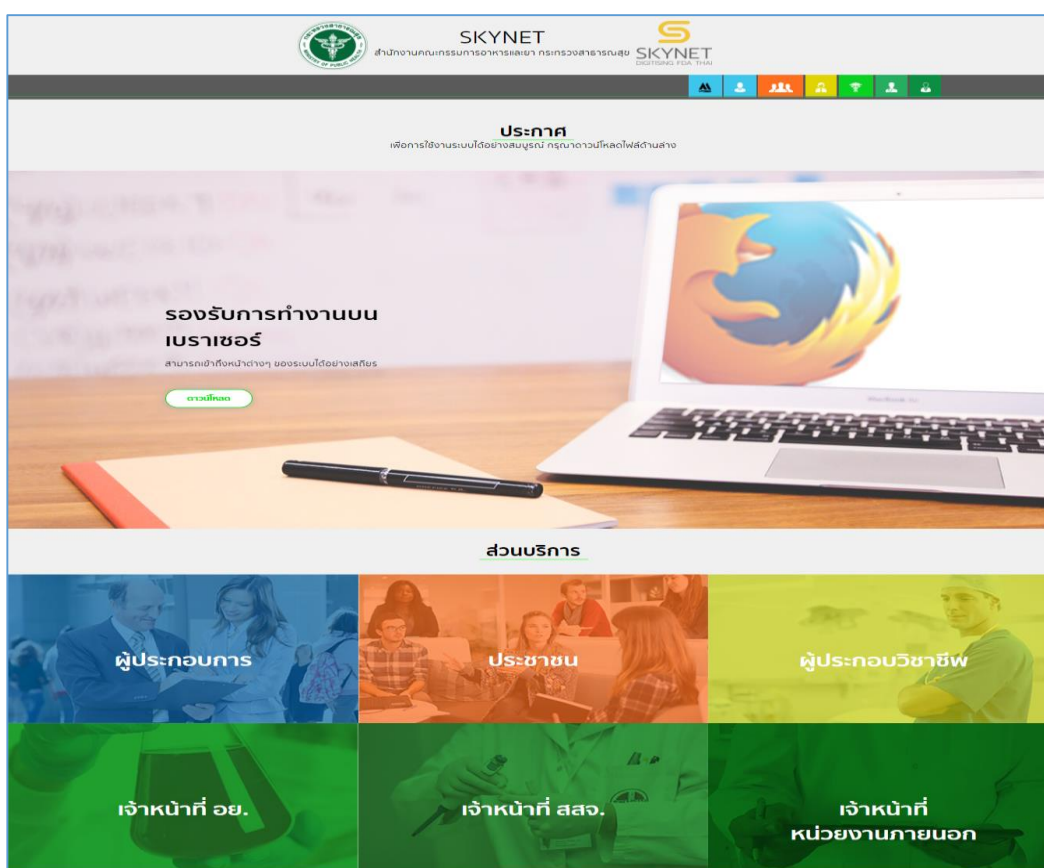 SKYNET
สำนักงานคณะกรรมการอาหารและยา กระทรวงสาธารณสุข
SKYNET
DIGITISING FDA THAI
ประกาศ
เพื่อการใช้งานระบบได้อย่างสมบูรณ์ กรุณาดาวน์โหลดไฟล์ด้านล่าง
รองรับการทำงานบน
เบราเซอร์
สามารถเข้าถึงหน้าต่างๆ ของระบบได้อย่างเสถียร
ดาวน์โหลด
ส่วนบริการ
ผู้ประกอบการ
ประชาชน
ผู้ประกอบวิชาชีพ
เจ้าหน้าที่ อย.
เจ้าหน้าที่ สสจ.
เจ้าหน้าที่
หน่วยงานภายนอก